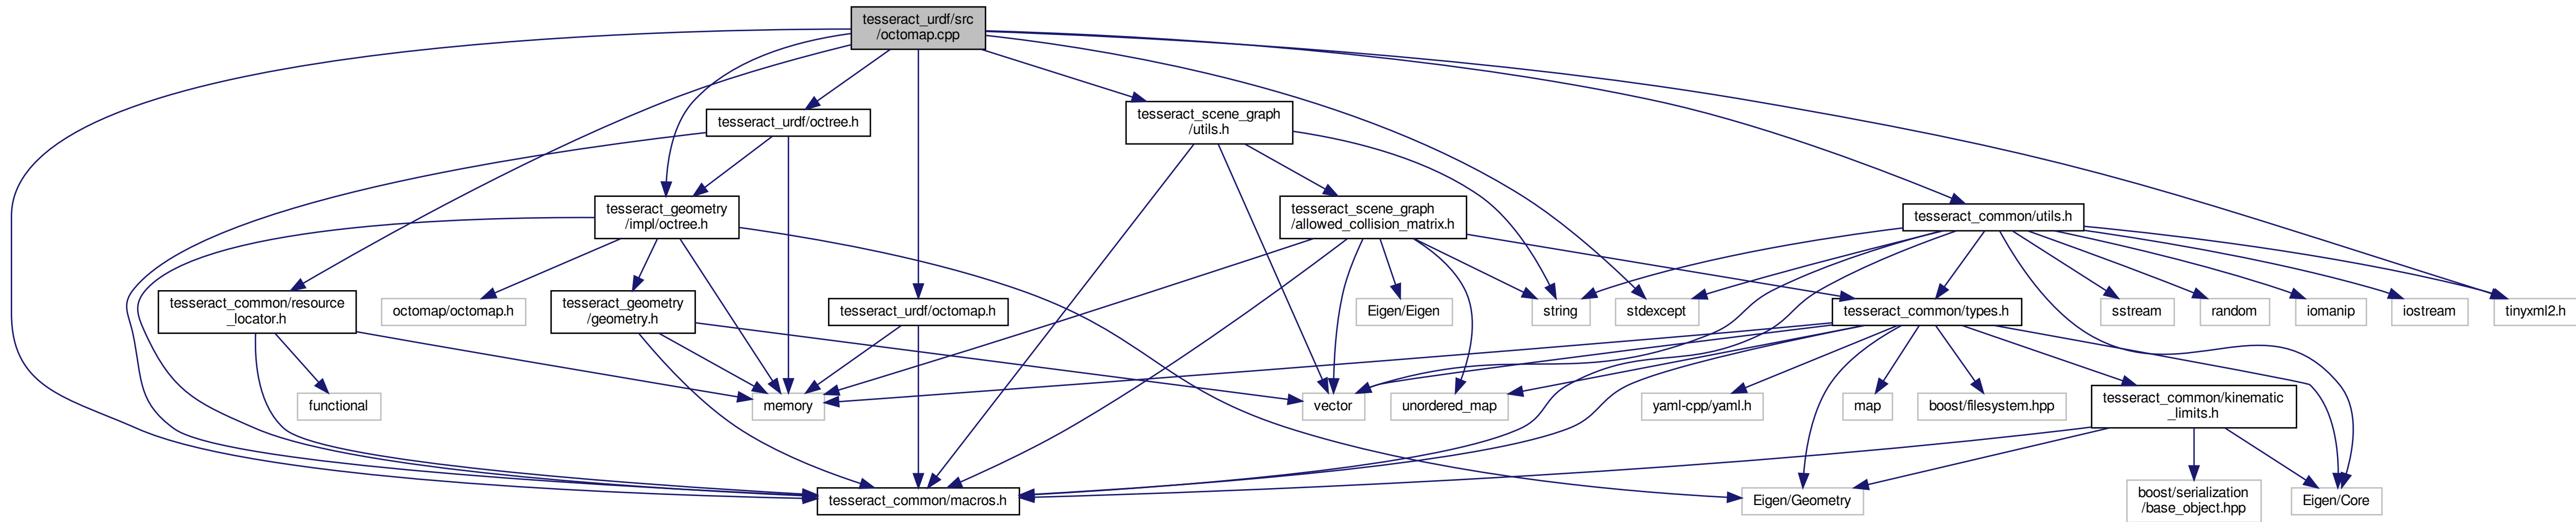 tesseract_urdf/src
/octomap.cpp
tesseract_urdf/octree.h
tesseract_scene_graph
/utils.h
tesseract_geometry
/impl/octree.h
tesseract_scene_graph
/allowed_collision_matrix.h
tesseract_common/utils.h
tesseract_common/resource
_locator.h
octomap/octomap.h
tesseract_geometry
/geometry.h
tesseract_urdf/octomap.h
Eigen/Eigen
string
stdexcept
tesseract_common/types.h
sstream
random
iomanip
iostream
tinyxml2.h
functional
memory
vector
unordered_map
yaml-cpp/yaml.h
map
boost/filesystem.hpp
tesseract_common/kinematic
_limits.h
tesseract_common/macros.h
Eigen/Geometry
boost/serialization
/base_object.hpp
Eigen/Core